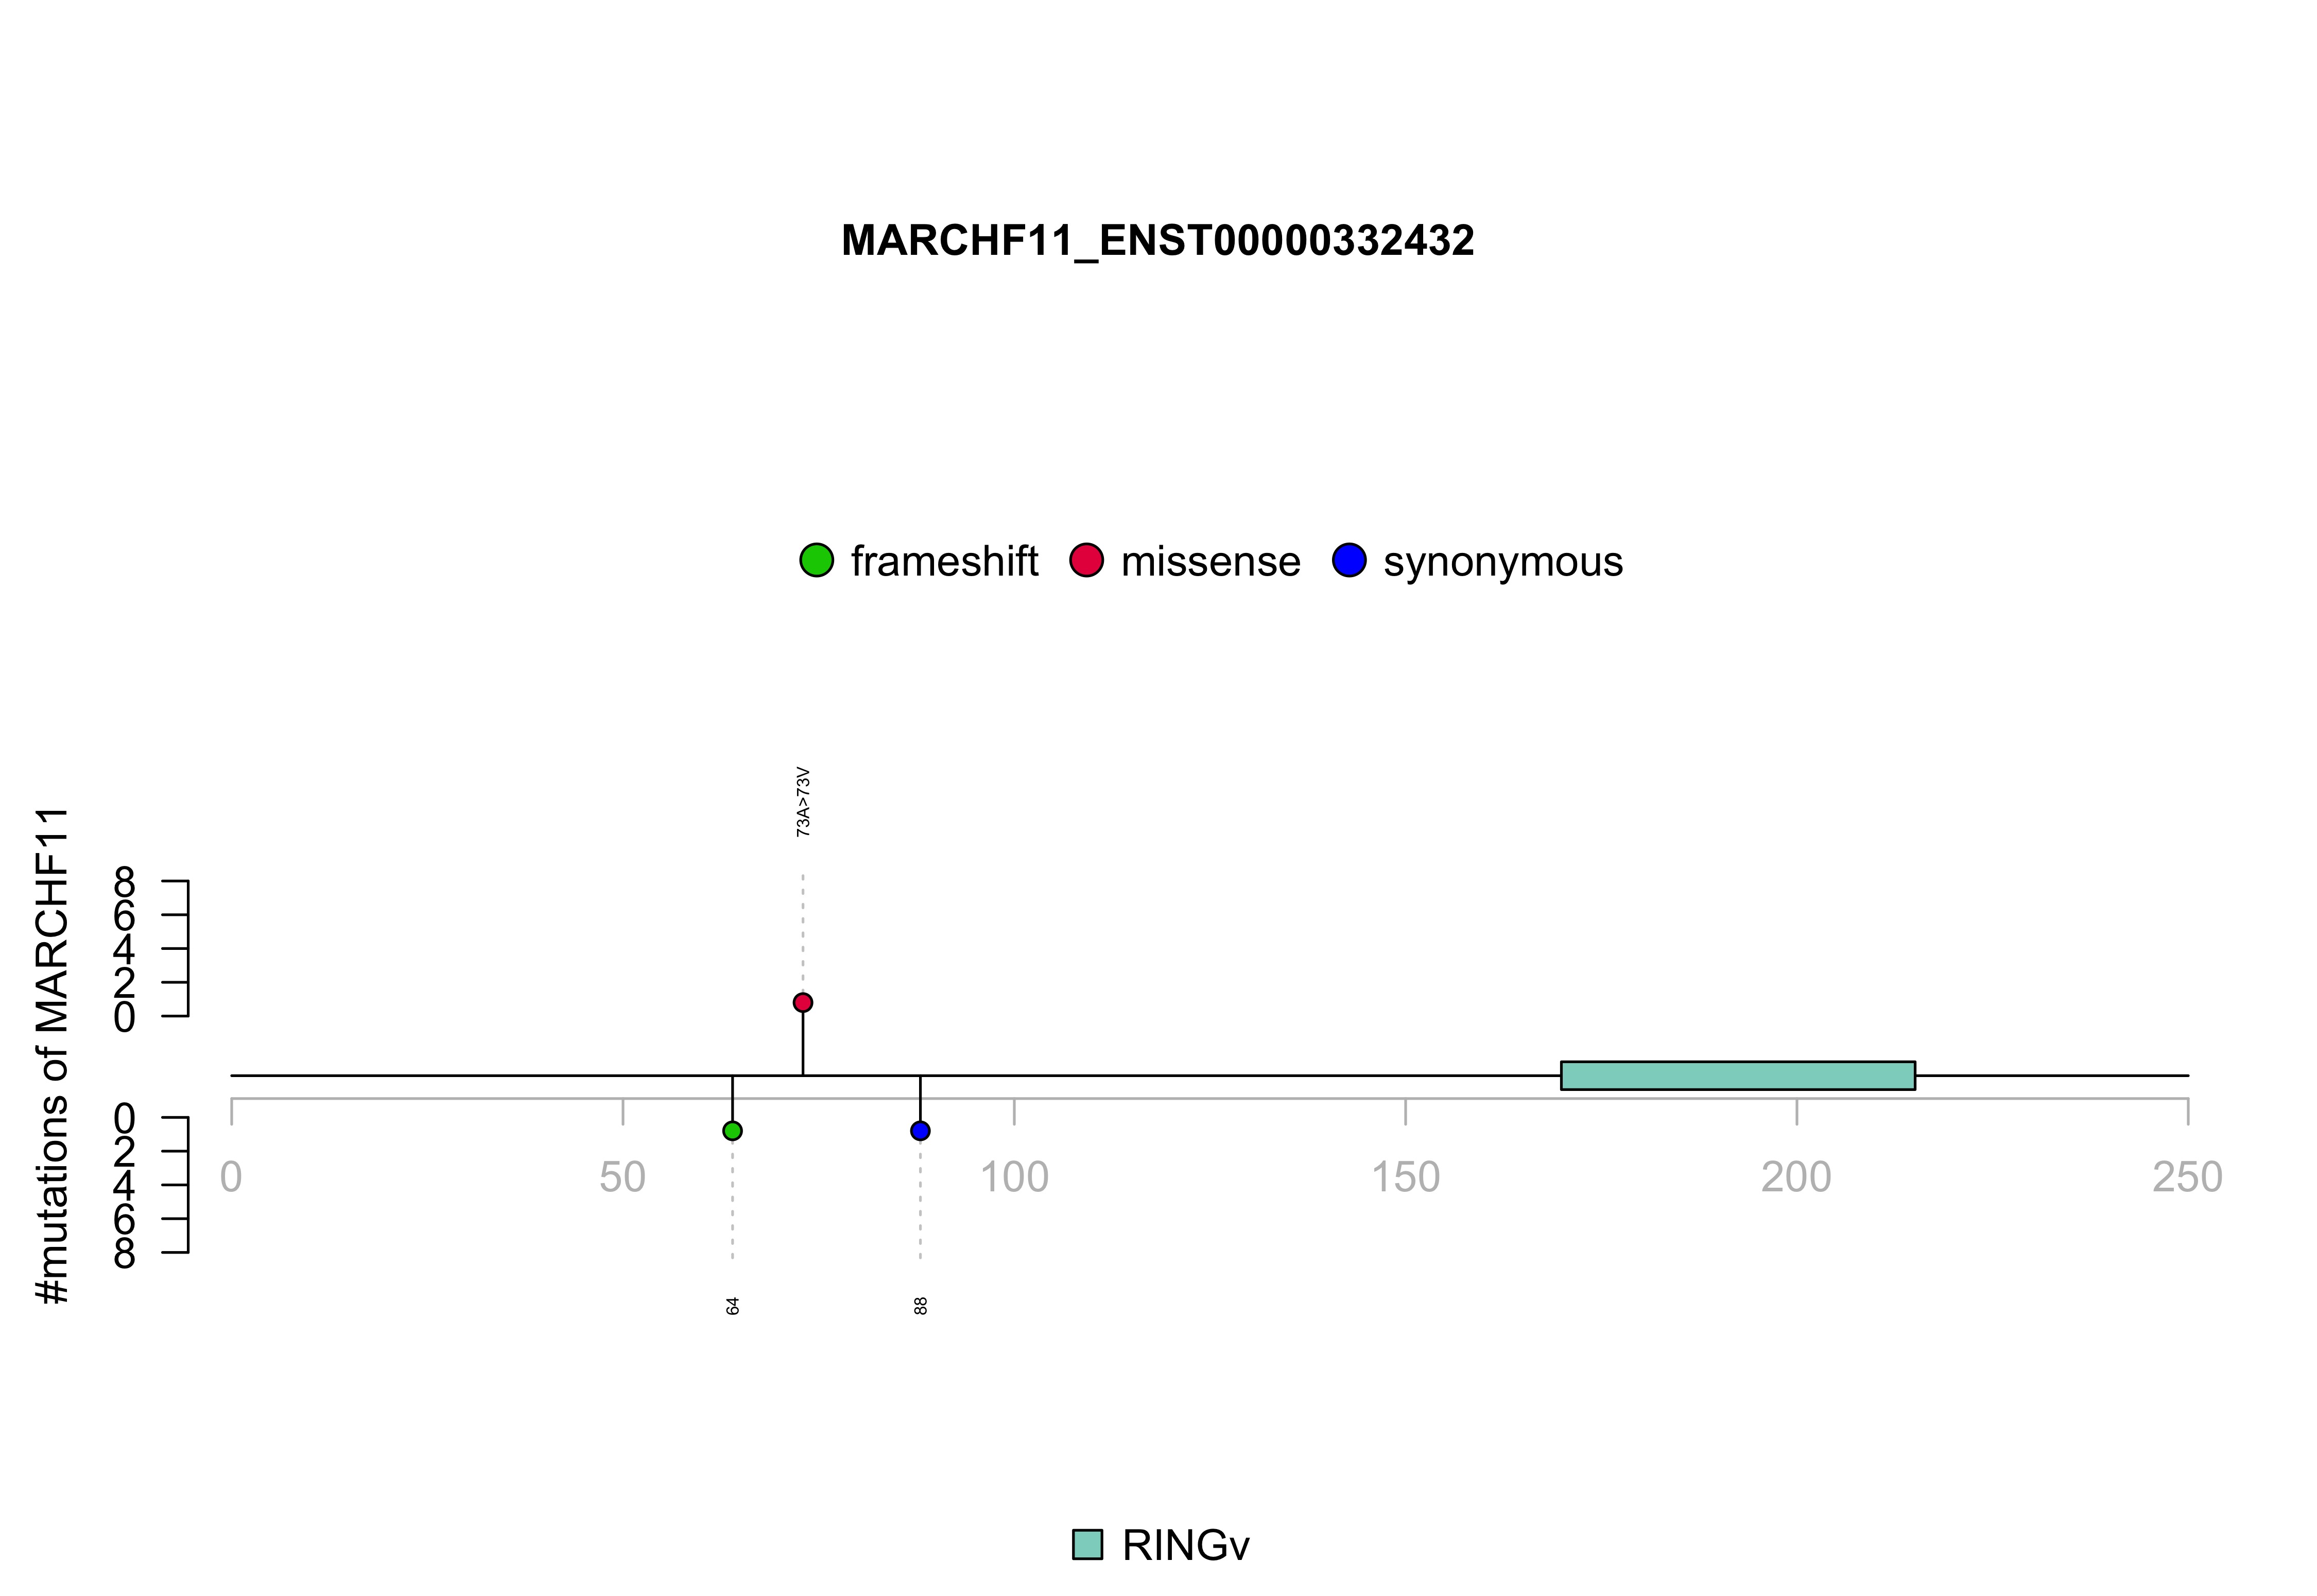 MARCHF11_ENST00000332432
frameshift missense synonymous
73A>73V
#mutations of MARCHF11
8
6
4
2
0
0
2
4
6
8
0 50 100 150 200 250
64 88
RINGv